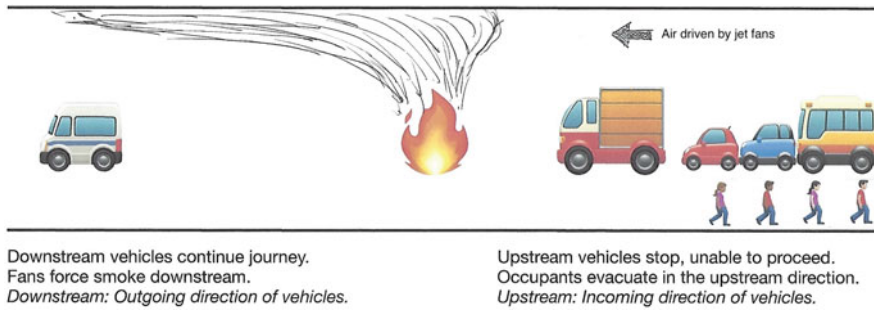 Air driven by jet fans
Downstream vehicles continue journey.
Fans force smoke downstream.
Downstream: Outgoing direction of vehicles.
Upstream vehicles stop, unable to proceed.
Occupants evacuate in the upstream direction.
Upstream: Incoming direction of vehicles.